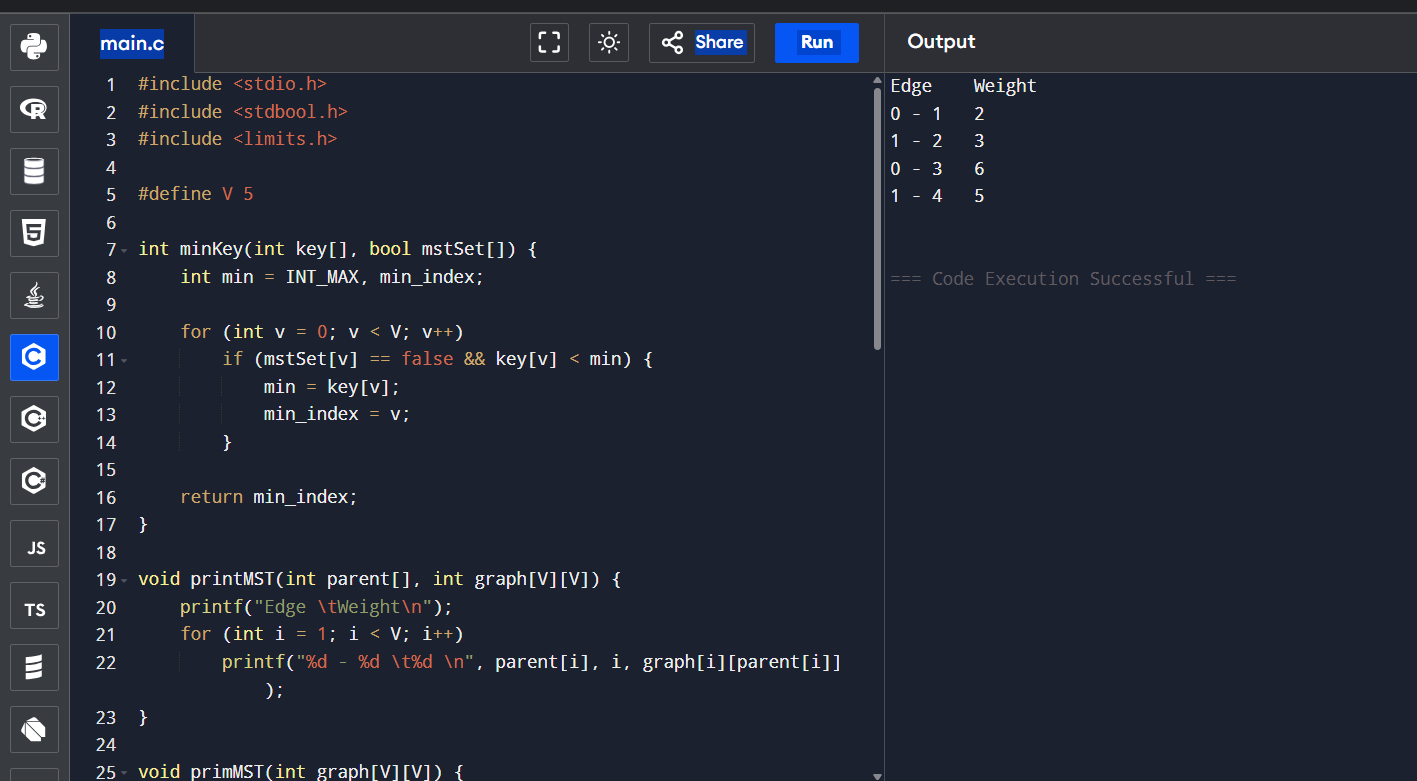 main.c
Share
Run
Output
1 #include <stdio.h>
2 #include <stdbool.h>
3 #include <limits.h>
4
5 #define V 5
6
7 int minKey(int key[], bool mstSet[]) {
8     int min = INT_MAX, min_index;
9
10     for (int v = 0; v < V; v++)
11         if (mstSet[v] == false && key[v] < min) {
12             min = key[v];
13             min_index = v;
14         }
15
16     return min_index;
17 }
18
19 void printMST(int parent[], int graph[V][V]) {
20     printf("Edge \tWeight\n");
21     for (int i = 1; i < V; i++)
22         printf("%d - %d \t%d \n", parent[i], i, graph[i][parent[i]]
            );
23 }
24
25 void primMST(int graph[V][V]) {
Edge    Weight
0 - 1   2
1 - 2   3
0 - 3   6
1 - 4   5
=== Code Execution Successful ===
R
5
C
C++
C#
JS
TS